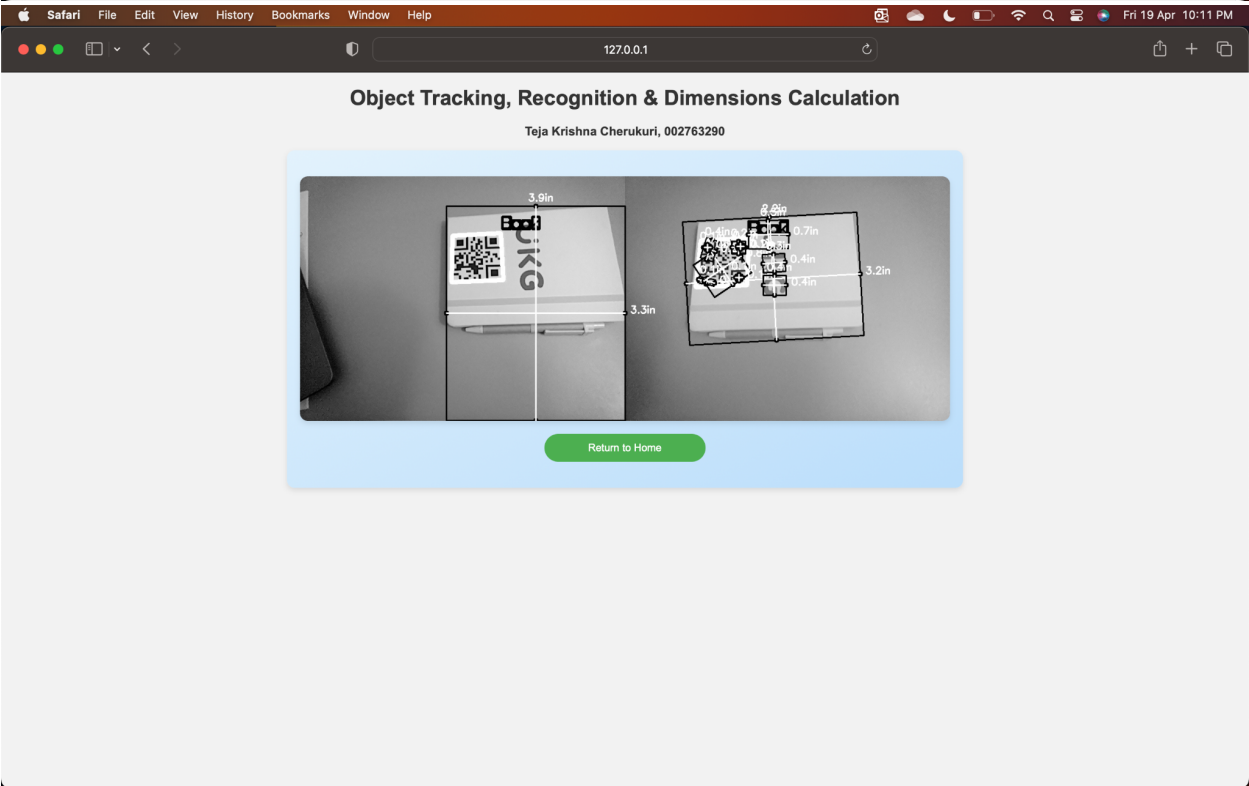 Safari File Edit View History Bookmarks Window Help Fri 19 Apr 10:11 PM
127.0.0.1
Object Tracking, Recognition & Dimensions Calculation
Teja Krishna Cherukuri, 002763290
3.9in
Book
UKG
3.3in
0.7in
0.4in
3.2in
0.4in
Return to Home